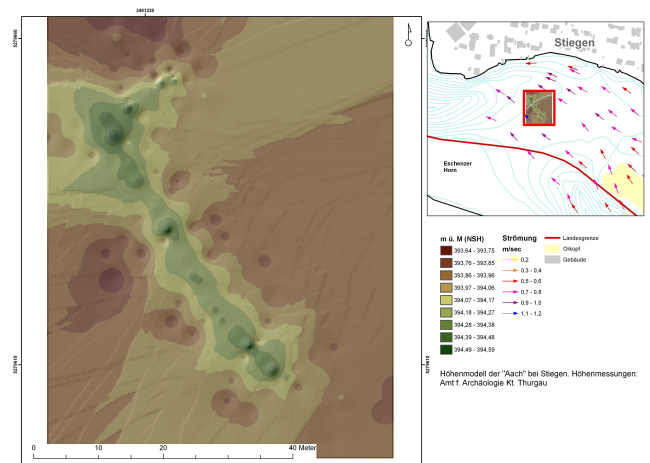 3491220
5279660
5279660
Stiegen
Eschenzer
Horn
m ü. M (NSH)
393,64 - 393,75
393,76 - 393,85
393,86 - 393,96
393,97 - 394,06
394,07 - 394,17
394,18 - 394,27
394,28 - 394,38
394,39 - 394,48
394,49 - 394,59
Strömung
m/sec
0,2
0,3 - 0,4
0,5 - 0,6
0,7 - 0,8
0,9 - 1,0
1,1 - 1,2
Landesgrenze
Orkopf
Gebäude
5279610
5279610
Höhenmodell der "Aach" bei Stiegen. Höhenmessungen:
Amt f. Archäologie Kt. Thurgau
0 10 20 40 Meter